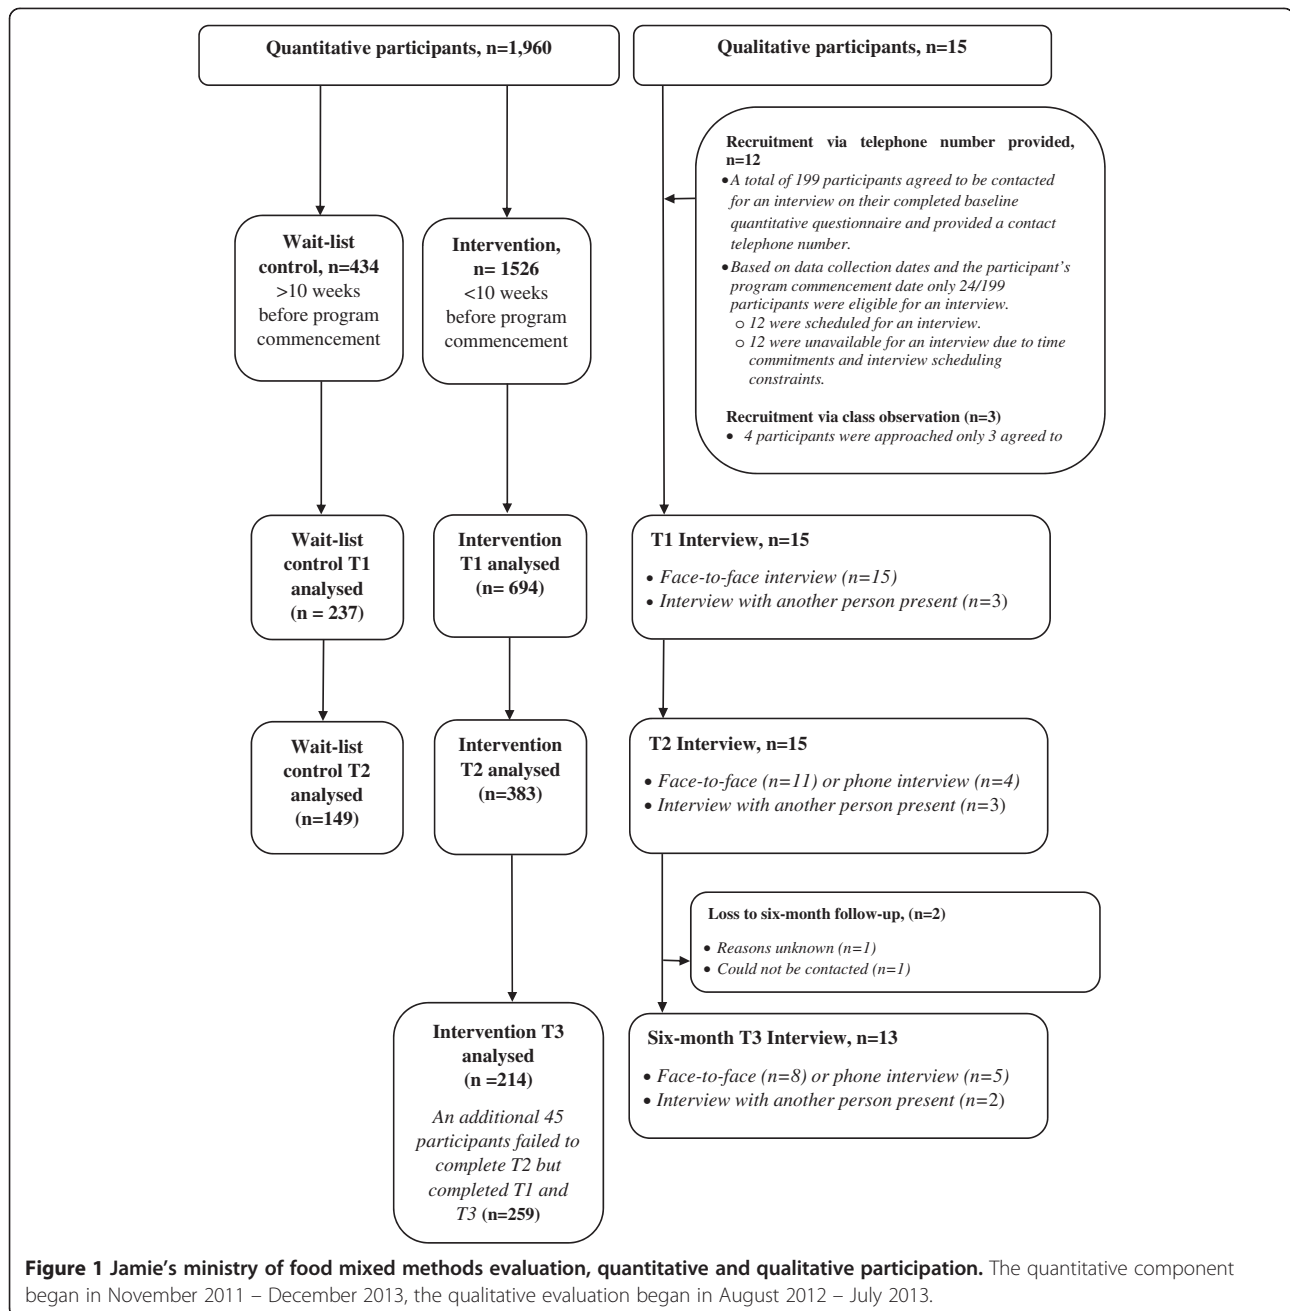 Quantitative participants, n=1,960
Qualitative participants, n=15
Recruitment via telephone number provided,
n=12
• A total of 199 participants agreed to be contacted
for an interview on their completed baseline
quantitative questionnaire and provided a contact
telephone number.
• Based on data collection dates and the participant's
program commencement date only 24/199
participants were eligible for an interview.
o 12 were scheduled for an interview.
o 12 were unavailable for an interview due to time
commitments and interview scheduling
constraints.
Recruitment via class observation (n=3)
• 4 participants were approached only 3 agreed to
Wait-list
control, n=434
>10 weeks
before program
commencement
Intervention,
n= 1526
<10 weeks
before program
commencement
Wait-list
control T1
analysed
(n = 237)
Intervention
T1 analysed
(n= 694)
T1 Interview, n=15
• Face-to-face interview (n=15)
• Interview with another person present (n=3)
Wait-list
control T2
analysed
(n=149)
Intervention
T2 analysed
(n=383)
T2 Interview, n=15
• Face-to-face (n=11) or phone interview (n=4)
• Interview with another person present (n=3)
Loss to six-month follow-up, (n=2)
• Reasons unknown (n=1)
• Could not be contacted (n=1)
Intervention T3
analysed
(n =214)
An additional 45
participants failed to
complete T2 but
completed T1 and
T3 (n=259)
Six-month T3 Interview, n=13
• Face-to-face (n=8) or phone interview (n=5)
• Interview with another person present (n=2)
Figure 1 Jamie's ministry of food mixed methods evaluation, quantitative and qualitative participation. The quantitative component
began in November 2011 – December 2013, the qualitative evaluation began in August 2012 – July 2013.